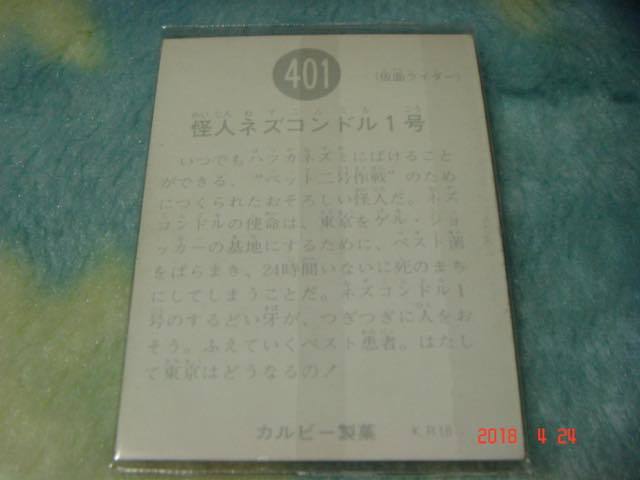 401
(仮面ライダー)
怪人ネズコンドル1号
いつでもハツカネズミにばけること
ができる、“ペット二号作戦”のため
につくられたおそろしい怪人だ。ネズ
コンドルの使命は、東京をゲル・ショ
ッカーの基地にするために、ペスト菌
をばらまき、24時間いないに死のまち
にしてしまうことだ。ネズコンドル1
号のするどい牙が、つぎつぎに人をお
そう。ふえていくペスト患者。はたし
て東京はどうなるの!
カルビー製菓
K.R16
2018 4 24